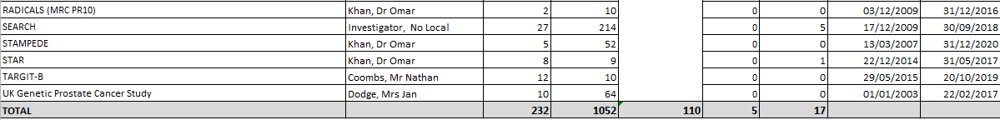 RADICALS (MRC PR10) Khan, Dr Omar 2 10 0 0 03/12/2009 31/12/2016
SEARCH Investigator, No Local 27 214 0 5 17/12/2009 30/09/2018
STAMPEDE Khan, Dr Omar 5 52 0 0 13/03/2007 31/12/2020
STAR Khan, Dr Omar 8 9 0 1 22/12/2014 31/05/2017
TARGIT-B Coombs, Mr Nathan 12 10 0 0 29/05/2015 20/10/2019
UK Genetic Prostate Cancer Study Dodge, Mrs Jan 10 64 0 0 01/01/2003 22/02/2017
TOTAL 232 1052 110 5 17